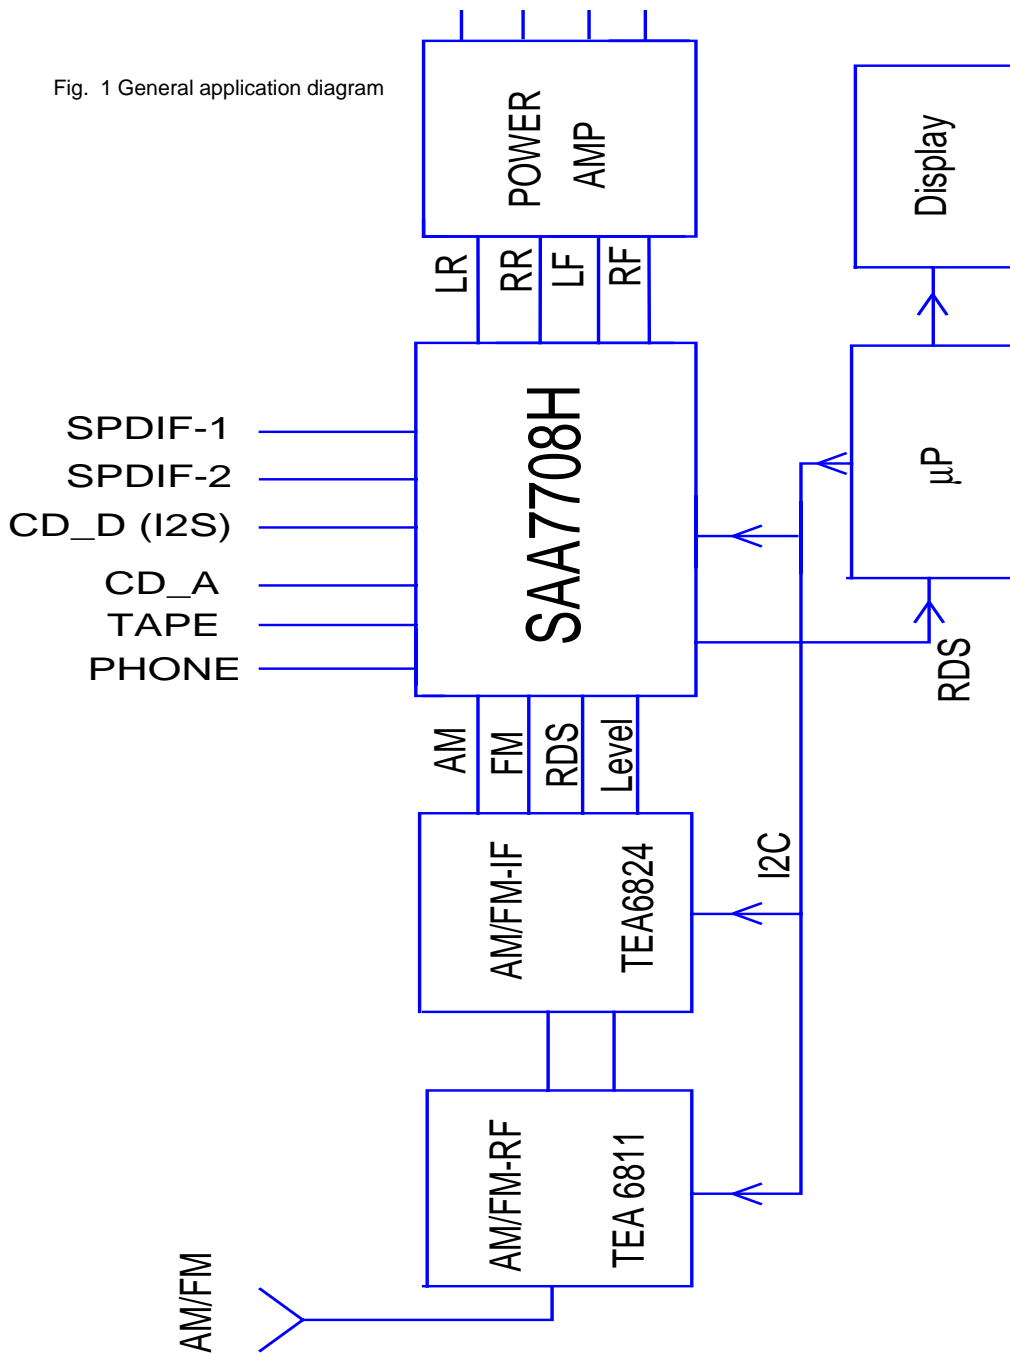 Fig. 1 General application diagram
POWER
AMP
Display
LR
RR
LF
RF
SPDIF-1
SPDIF-2
CD_D (I2S)
CD_A
TAPE
PHONE
SAA7708H
µP
RDS
AM
FM
RDS
Level
I2C
AM/FM-IF
TEA6824
AM/FM-RF
TEA 6811
AM/FM